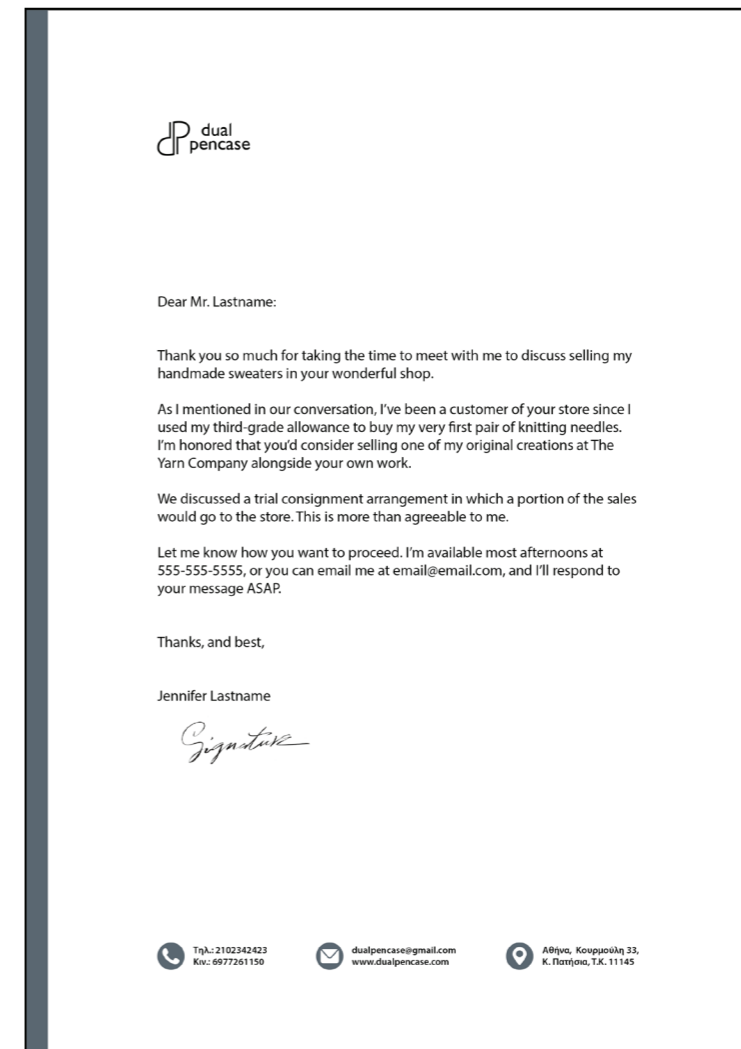 dP dual
pencase
Dear Mr. Lastname:
Thank you so much for taking the time to meet with me to discuss selling my
handmade sweaters in your wonderful shop.
As I mentioned in our conversation, I've been a customer of your store since I
used my third-grade allowance to buy my very first pair of knitting needles.
I'm honored that you'd consider selling one of my original creations at The
Yarn Company alongside your own work.
We discussed a trial consignment arrangement in which a portion of the sales
would go to the store. This is more than agreeable to me.
Let me know how you want to proceed. I'm available most afternoons at
555-555-5555, or you can email me at email@email.com, and I'll respond to
your message ASAP.
Thanks, and best,
Jennifer Lastname
Signature
Τηλ.: 2102342423
Κιν.: 6977261150
dualpencase@gmail.com
www.dualpencase.com
Αθήνα, Κουρμούλη 33,
Κ. Πατήσια, Τ.Κ. 11145